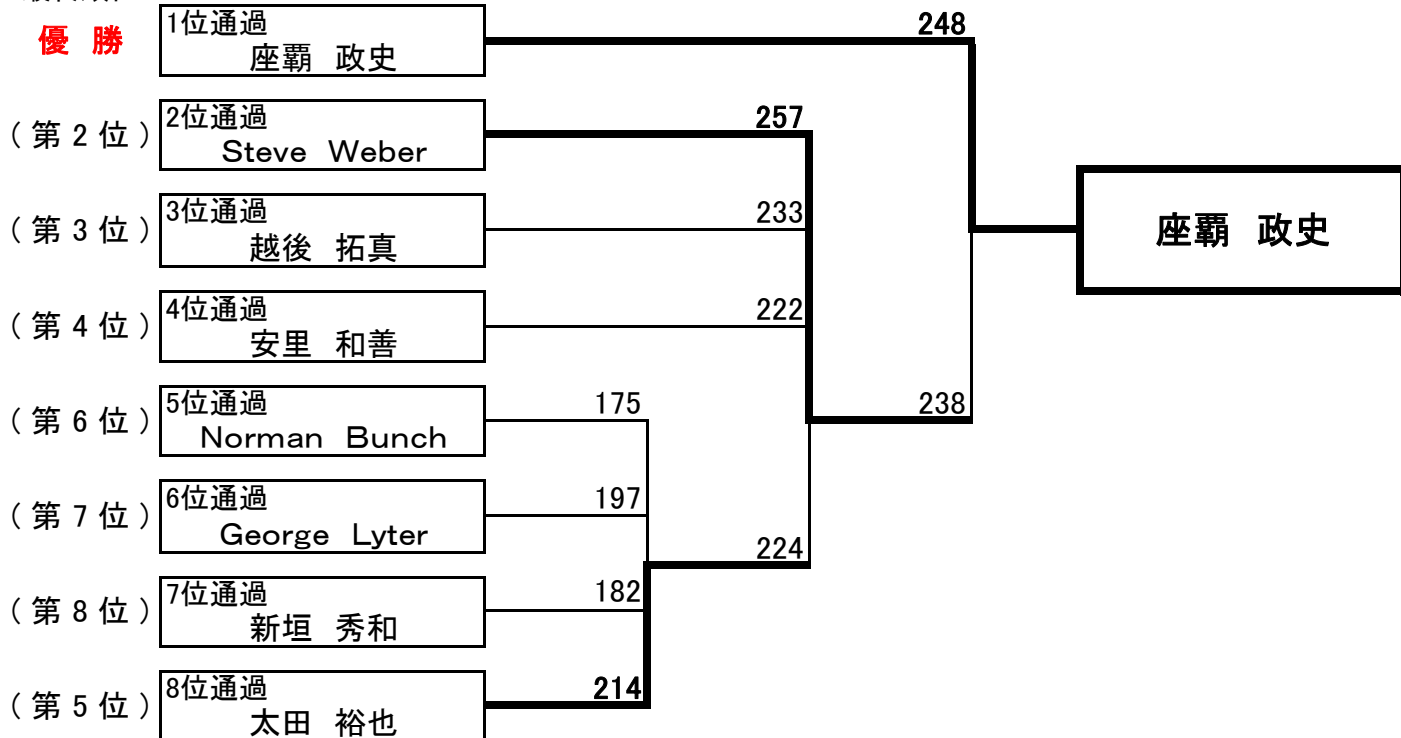 優 勝
1位通過
座覇 政史
248
(第2位)
2位通過
Steve Weber
257
(第3位)
3位通過
越後 拓真
233
座覇 政史
(第4位)
4位通過
安里 和善
222
(第6位)
5位通過
Norman Bunch
175
238
(第7位)
6位通過
George Lyter
197
224
(第8位)
7位通過
新垣 秀和
182
(第5位)
8位通過
太田 裕也
214